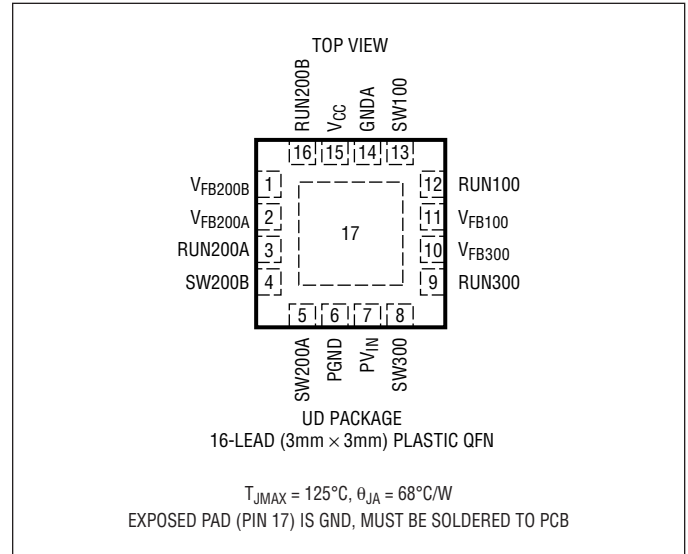 TOP VIEW
RUN200B
VCC
GNDA
SW100
16 15 14 13
VFB200B 1
VFB200A 2
RUN200A 3
SW200B 4
17
12 RUN100
11 VFB100
10 VFB300
9 RUN300
5 6 7 8
SW200A
PGND
PVIN
SW300
UD PACKAGE
16-LEAD (3mm × 3mm) PLASTIC QFN
TJMAX = 125°C, θJA = 68°C/W
EXPOSED PAD (PIN 17) IS GND, MUST BE SOLDERED TO PCB